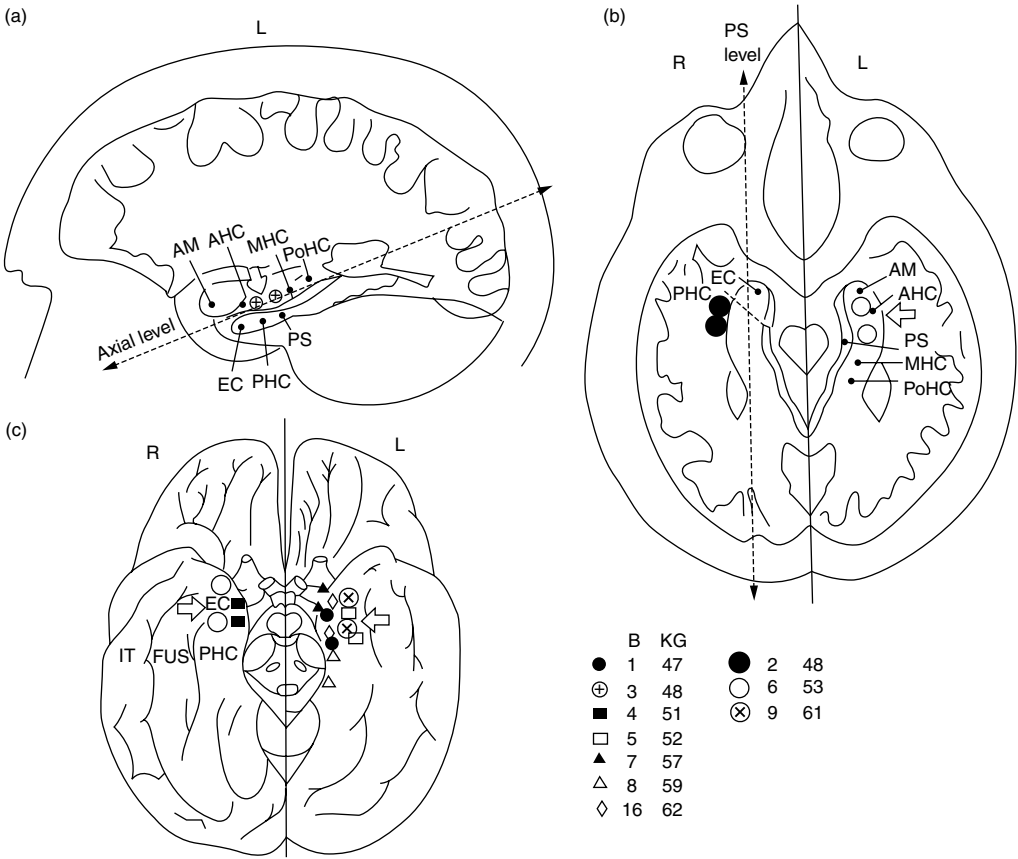 (a)
L
AM
AHC
MHC
PoHC
Axial level
EC
PHC
PS
(b)
PS
level
R
L
EC
PHC
AM
AHC
PS
MHC
PoHC
(c)
R
L
EC
IT
FUS
PHC
B KG
1 47
3 48
4 51
5 52
7 57
8 59
16 62
2 48
6 53
9 61